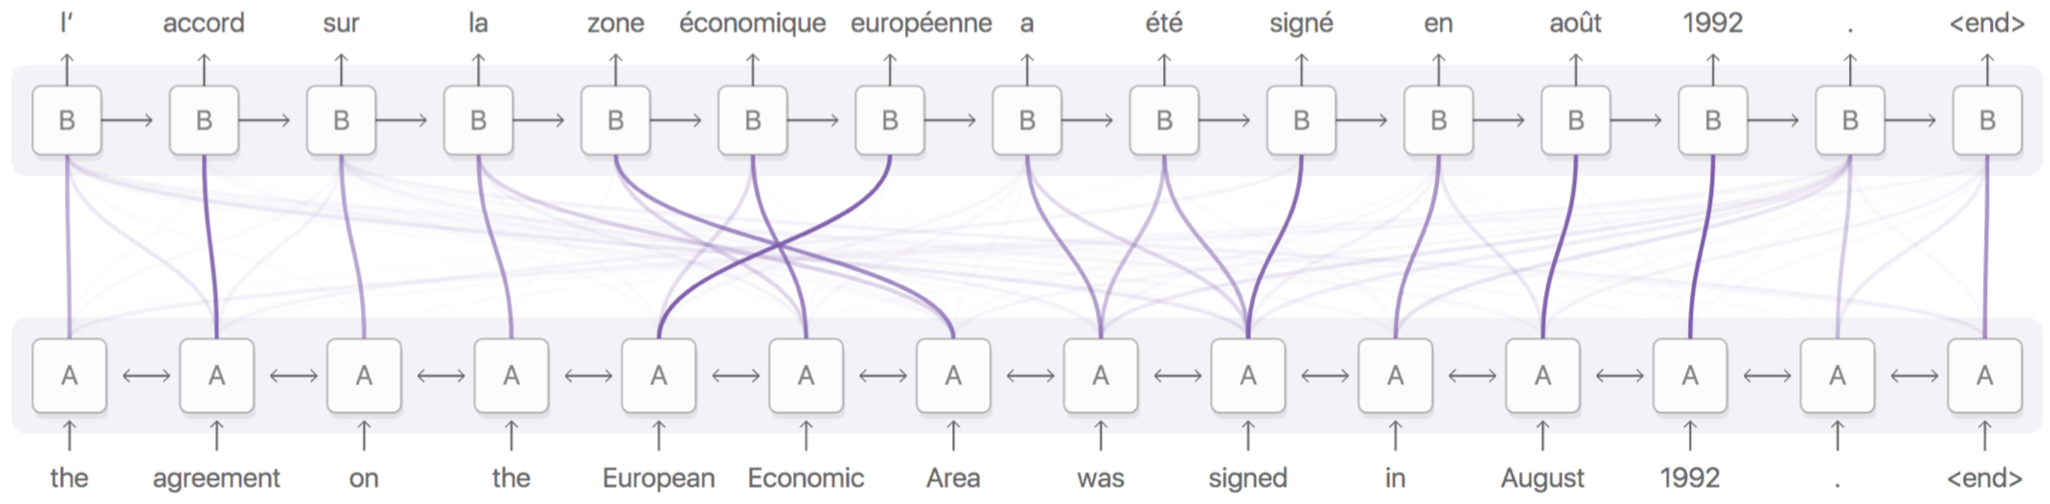 l' accord sur la zone économique européenne a été signé en août 1992 . <end>
B B B B B B B B B B B B B B B
A A A A A A A A A A A A A A
the agreement on the European Economic Area was signed in August 1992 . <end>